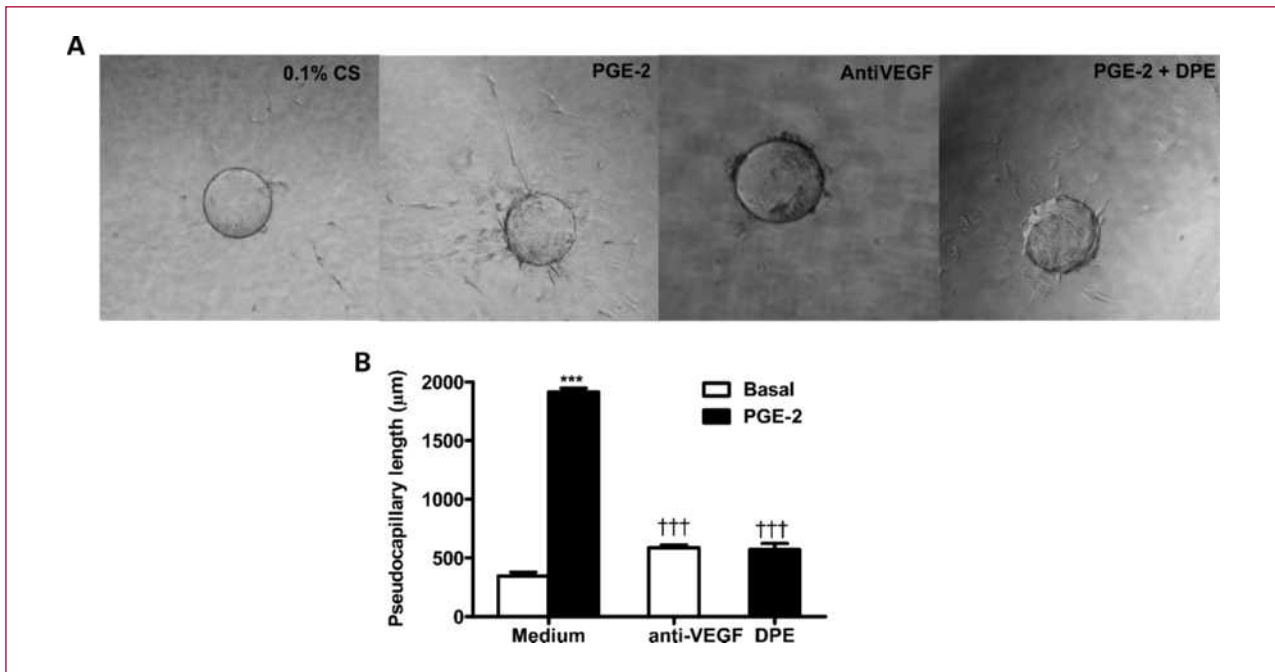 A
0.1% CS
PGE-2
AntiVEGF
PGE-2 + DPE
B
Pseudocapillary length (µm)
2000
1500
1000
500
0
***
†††
†††
Basal
PGE-2
Medium
anti-VEGF
DPE